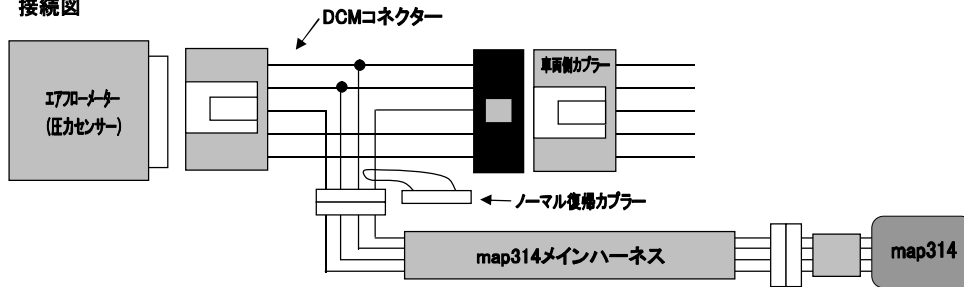 接続図
DCMコネクター
エアフローメーター
(圧力センサー)
車両側カプラー
ノーマル復帰カプラー
map314メインハーネス
map314